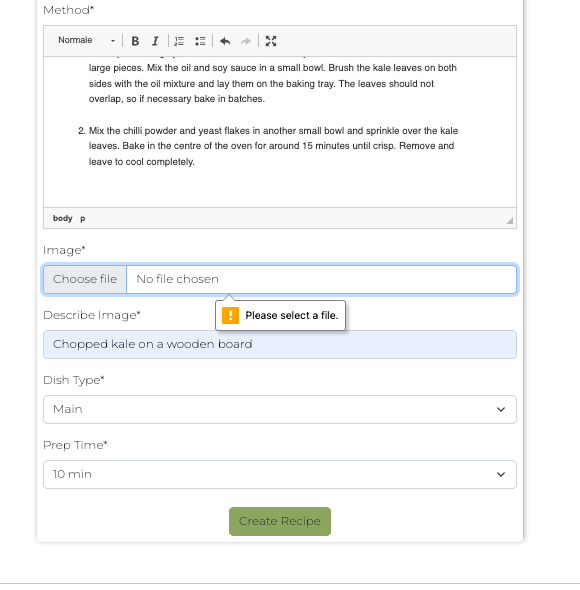 Method*
Normale
large pieces. Mix the oil and soy sauce in a small bowl. Brush the kale leaves on both
sides with the oil mixture and lay them on the baking tray. The leaves should not
overlap, so if necessary bake in batches.
2. Mix the chilli powder and yeast flakes in another small bowl and sprinkle over the kale
leaves. Bake in the centre of the oven for around 15 minutes until crisp. Remove and
leave to cool completely.
body p
Image*
Choose file No file chosen
Please select a file.
Describe Image*
Chopped kale on a wooden board
Dish Type*
Main
Prep Time*
10 min
Create Recipe